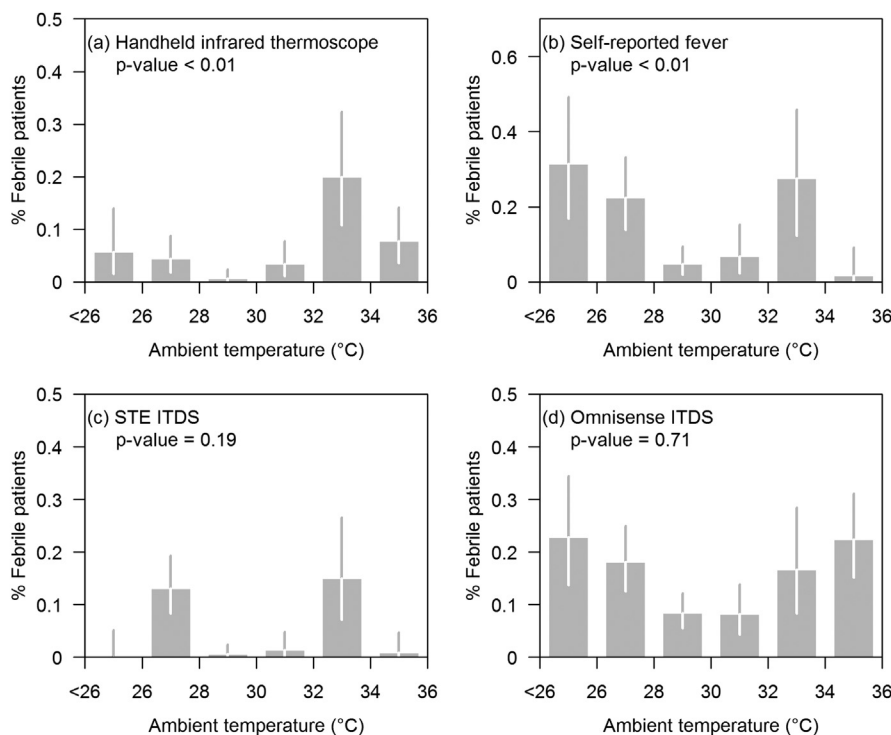 0.5
(a) Handheld infrared thermoscope
p-value < 0.01
0.4
0.3
0.2
0.1
0
% Febrile patients
<26 28 30 32 34 36
Ambient temperature (°C)
(b) Self-reported fever
p-value < 0.01
0.6
0.4
0.2
0
% Febrile patients
<26 28 30 32 34 36
Ambient temperature (°C)
0.5
(c) STE ITDS
p-value = 0.19
0.4
0.3
0.2
0.1
0
% Febrile patients
<26 28 30 32 34 36
Ambient temperature (°C)
0.5
(d) Omnisense ITDS
p-value = 0.71
0.4
0.3
0.2
0.1
0
% Febrile patients
<26 28 30 32 34 36
Ambient temperature (°C)